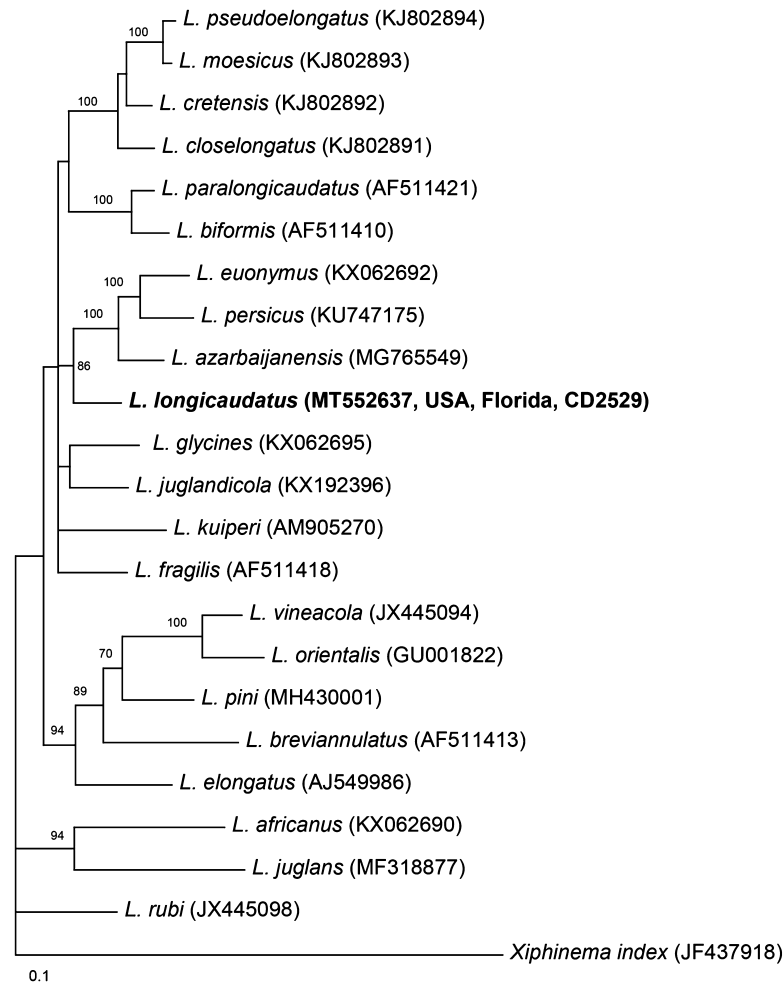 L. pseudoelongatus (KJ802894)
100
L. moesicus (KJ802893)
100
L. cretensis (KJ802892)
L. closelongatus (KJ802891)
L. paralongicaudatus (AF511421)
100
L. biformis (AF511410)
L. euonymus (KX062692)
100
100
L. persicus (KU747175)
L. azarbaijanensis (MG765549)
86
L. longicaudatus (MT552637, USA, Florida, CD2529)
L. glycines (KX062695)
L. juglandicola (KX192396)
L. kuiperi (AM905270)
L. fragilis (AF511418)
L. vineacola (JX445094)
100
L. orientalis (GU001822)
70
89
L. pini (MH430001)
94
L. breviannulatus (AF511413)
L. elongatus (AJ549986)
L. africanus (KX062690)
94
L. juglans (MF318877)
L. rubi (JX445098)
Xiphinema index (JF437918)
0.1